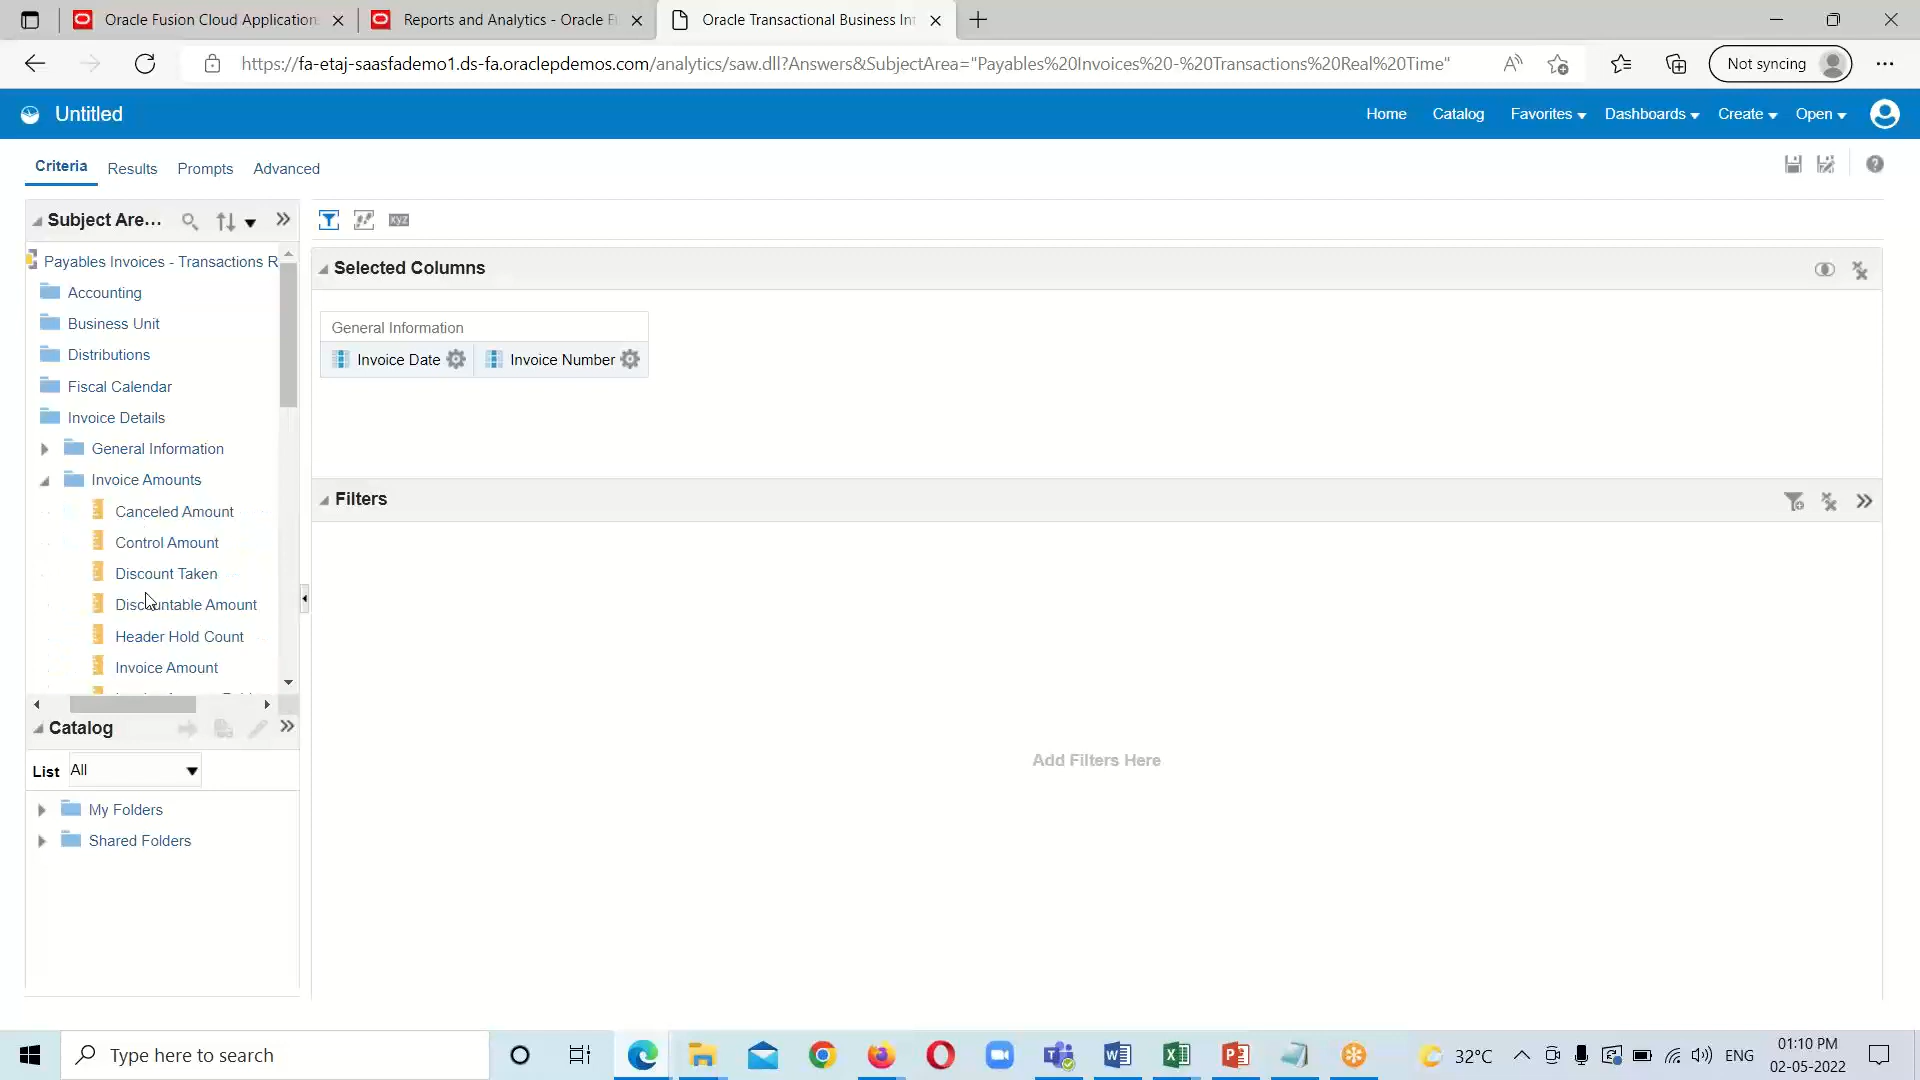 Oracle Fusion Cloud Application
Reports and Analytics - Oracle F
Oracle Transactional Business Int
https://fa-etaj-saasfademo1.ds-fa.oraclepdemos.com/analytics/saw.dll?Answers&SubjectArea="Payables%20Invoices%20-%20Transactions%20Real%20Time"
Not syncing
Untitled
Home
Catalog
Favorites
Dashboards
Create
Open
Criteria
Results
Prompts
Advanced
Subject Are...
Payables Invoices - Transactions R
Accounting
Business Unit
Distributions
Fiscal Calendar
Invoice Details
General Information
Invoice Amounts
Canceled Amount
Control Amount
Discount Taken
Discountable Amount
Header Hold Count
Invoice Amount
xyz
Selected Columns
General Information
Invoice Date
Invoice Number
Filters
Add Filters Here
Catalog
List All
My Folders
Shared Folders
Type here to search
32°C
ENG
01:10 PM
02-05-2022